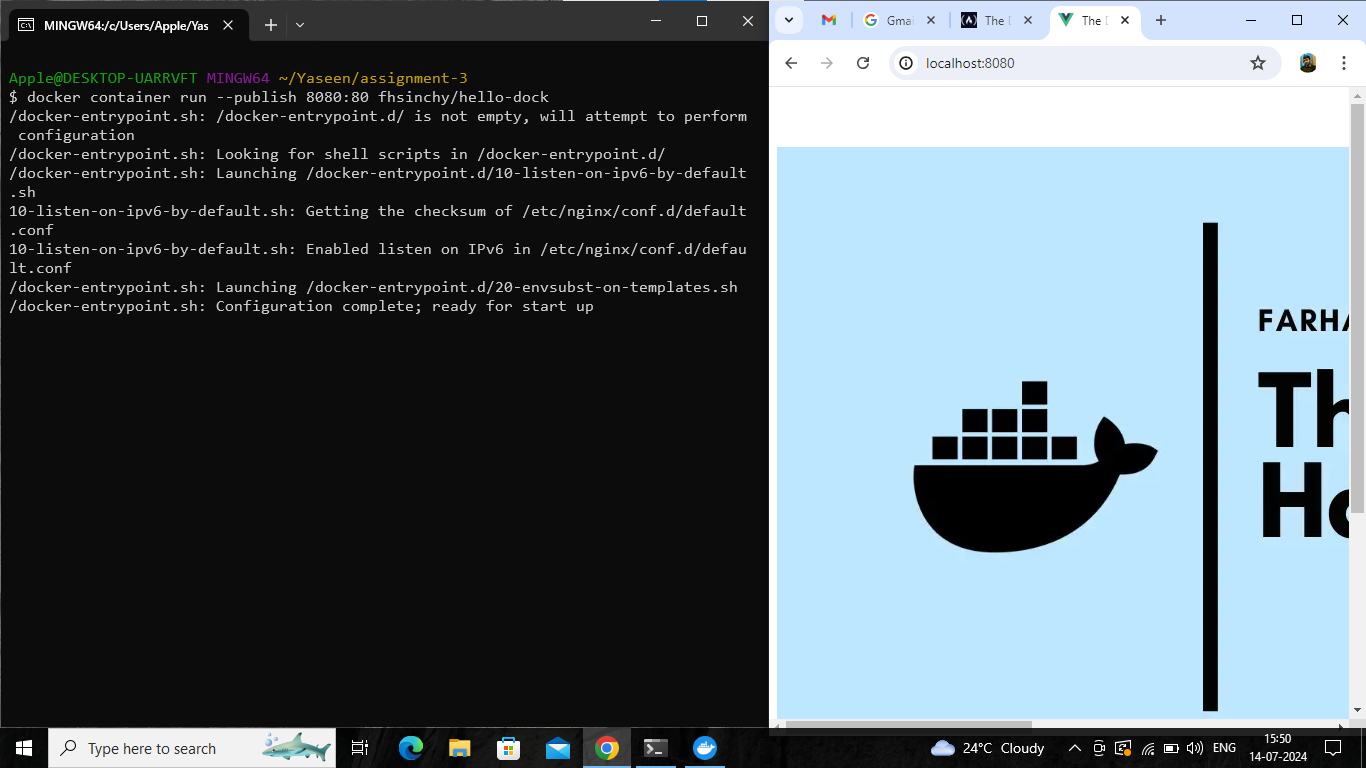 MINGW64:/c/Users/Apple/Yas
Apple@DESKTOP-UARRVFT MINGW64 ~/Yaseen/assignment-3
$ docker container run --publish 8080:80 fhsinchy/hello-dock
/docker-entrypoint.sh: /docker-entrypoint.d/ is not empty, will attempt to perform
configuration
/docker-entrypoint.sh: Looking for shell scripts in /docker-entrypoint.d/
/docker-entrypoint.sh: Launching /docker-entrypoint.d/10-listen-on-ipv6-by-default
.sh
10-listen-on-ipv6-by-default.sh: Getting the checksum of /etc/nginx/conf.d/default
.conf
10-listen-on-ipv6-by-default.sh: Enabled listen on IPv6 in /etc/nginx/conf.d/defau
lt.conf
/docker-entrypoint.sh: Launching /docker-entrypoint.d/20-envsubst-on-templates.sh
/docker-entrypoint.sh: Configuration complete; ready for start up
Gmai The The
localhost:8080
FARHA
Th
Ha
Type here to search
24°C Cloudy
ENG
15:50
14-07-2024